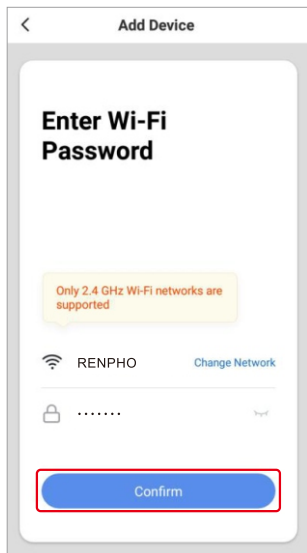 Add Device
Enter Wi-Fi
Password
Only 2.4 GHz Wi-Fi networks are
supported
RENPHO Change Network
·······
Confirm